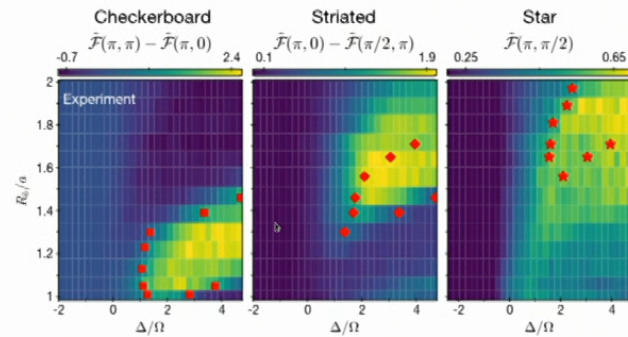 Checkerboard
F̃(π, π) − F̃(π, 0)
-0.7 2.4
Striated
F̃(π, 0) − F̃(π/2, π)
0.1 1.9
Star
F̃(π, π/2)
0.25 0.65
Experiment
2
1.8
1.6
1.4
1.2
1
-2 0 2 4
-2 0 2 4
-2 0 2 4
Δ/Ω
Δ/Ω
Δ/Ω